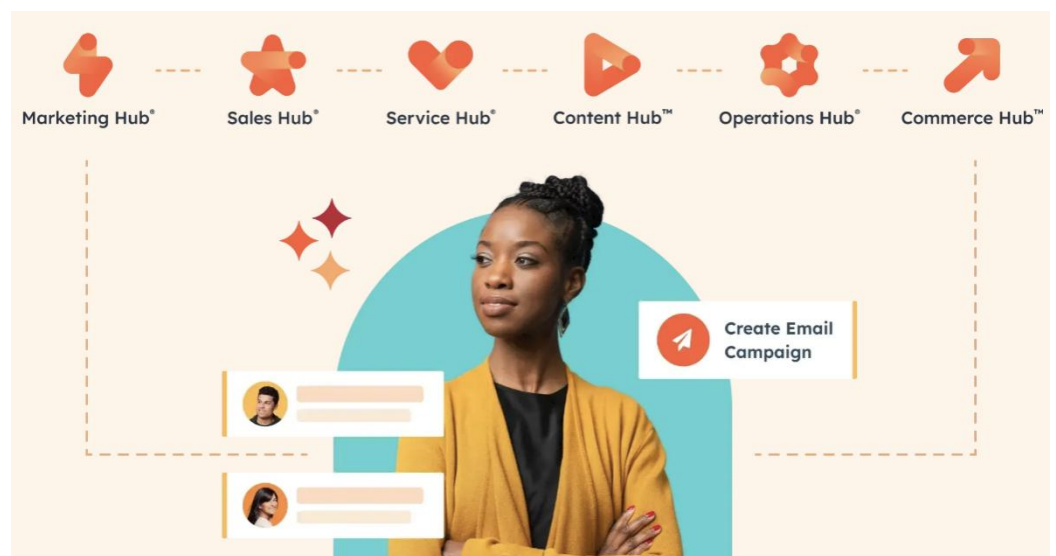 Marketing Hub®
Sales Hub®
Service Hub®
Content Hub™
Operations Hub®
Commerce Hub™
Create Email
Campaign